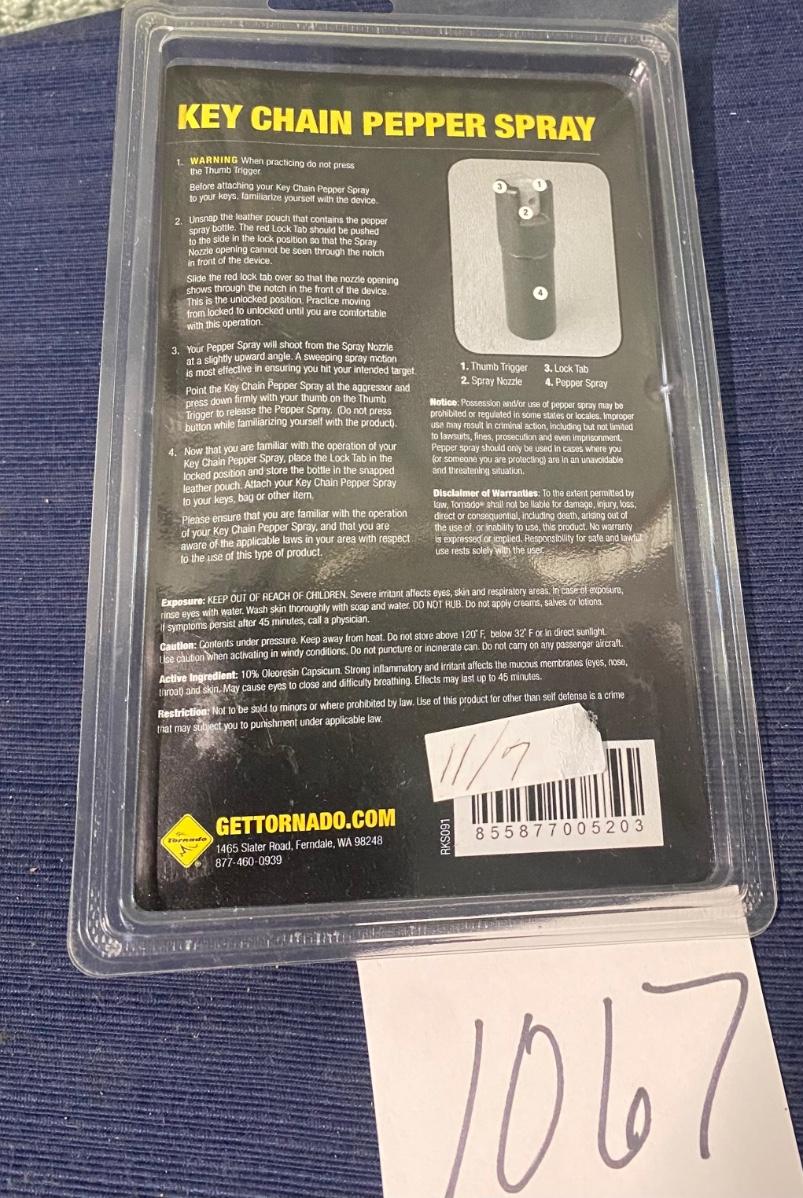 KEY CHAIN PEPPER SPRAY
1. WARNING When practicing do not press
the Thumb Trigger
Before attaching your Key Chain Pepper Spray
to your keys, familiarize yourself with the device.
2. Unsnap the leather pouch that contains the pepper
spray bottle. The red Lock Tab should be pushed
to the side in the lock position so that the Spray
Nozzle opening cannot be seen through the notch
in front of the device.
Slide the red lock tab over so that the nozzle opening
shows through the notch in the front of the device.
This is the unlocked position. Practice moving
from locked to unlocked until you are comfortable
with this operation.
3. Your Pepper Spray will shoot from the Spray Nozzle
at a slightly upward angle. A sweeping spray motion
is most effective in ensuring you hit your intended target.
Point the Key Chain Pepper Spray at the aggressor and
press down firmly with your thumb on the Thumb
Trigger to release the Pepper Spray. (Do not press
button while familiarizing yourself with the product).
4. Now that you are familiar with the operation of your
Key Chain Pepper Spray, place the Lock Tab in the
locked position and store the bottle in the snapped
leather pouch. Attach your Key Chain Pepper Spray
to your keys, bag or other item.
Please ensure that you are familiar with the operation
of your Key Chain Pepper Spray, and that you are
aware of the applicable laws in your area with respect
to the use of this type of product.
3 1
2
4
1. Thumb Trigger 3. Lock Tab
2. Spray Nozzle 4. Pepper Spray
Notice: Possession and/or use of pepper spray may be
prohibited or regulated in some states or locales. Improper
use may result in criminal action, including but not limited
to lawsuits, fines, prosecution and even imprisonment.
Pepper spray should only be used in cases where you
(or someone you are protecting) are in an unavoidable
and threatening situation.
Disclaimer of Warranties: To the extent permitted by
law, Tornado® shall not be liable for damage, injury, loss,
direct or consequential, including death, arising out of
the use of, or inability to use, this product. No warranty
is expressed or implied. Responsibility for safe and lawful
use rests solely with the user.
Exposure: KEEP OUT OF REACH OF CHILDREN. Severe irritant affects eyes, skin and respiratory areas. In case of exposure,
rinse eyes with water. Wash skin thoroughly with soap and water. DO NOT RUB. Do not apply creams, salves or lotions.
If symptoms persist after 45 minutes, call a physician.
Caution: Contents under pressure. Keep away from heat. Do not store above 120° F, below 32° F or in direct sunlight.
Use caution when activating in windy conditions. Do not puncture or incinerate can. Do not carry on any passenger aircraft.
Active Ingredient: 10% Oleoresin Capsicum. Strong inflammatory and irritant affects the mucous membranes (eyes, nose,
throat) and skin. May cause eyes to close and difficulty breathing. Effects may last up to 45 minutes.
Restriction: Not to be sold to minors or where prohibited by law. Use of this product for other than self defense is a crime
that may subject you to punishment under applicable law.
11/7
Tornado
GETTORNADO.COM
1465 Slater Road, Ferndale, WA 98248
877-460-0939
RKS091
855877005203
1067